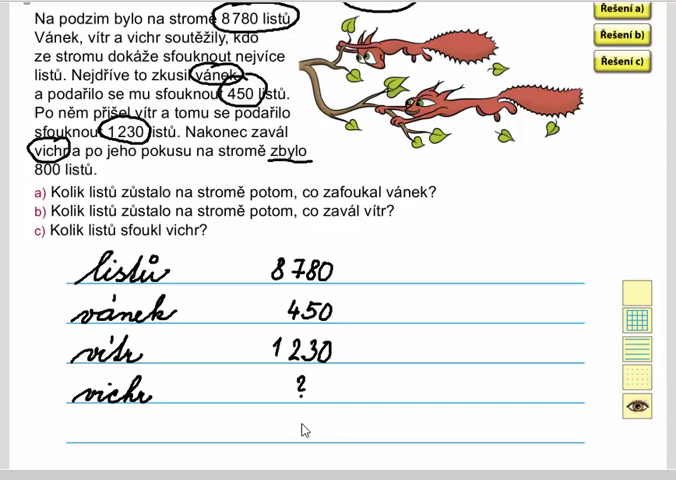 Na podzim bylo na stromě 8 780 listů
Řešení a)
Vánek, vítr a vichr soutěžily, kdo
Řešení b)
ze stromu dokáže sfouknout nejvíce
Řešení c)
listů. Nejdříve to zkusil vánek
a podařilo se mu sfouknout 450 listů.
Po něm přišel vítr a tomu se podařilo
sfouknout 1 230 listů. Nakonec zavál
vichr a po jeho pokusu na stromě zbylo
800 listů.
a) Kolik listů zůstalo na stromě potom, co zafoukal vánek?
b) Kolik listů zůstalo na stromě potom, co zavál vítr?
c) Kolik listů sfoukl vichr?
listů 8 780
vánek 450
vítr 1 230
vichr ?